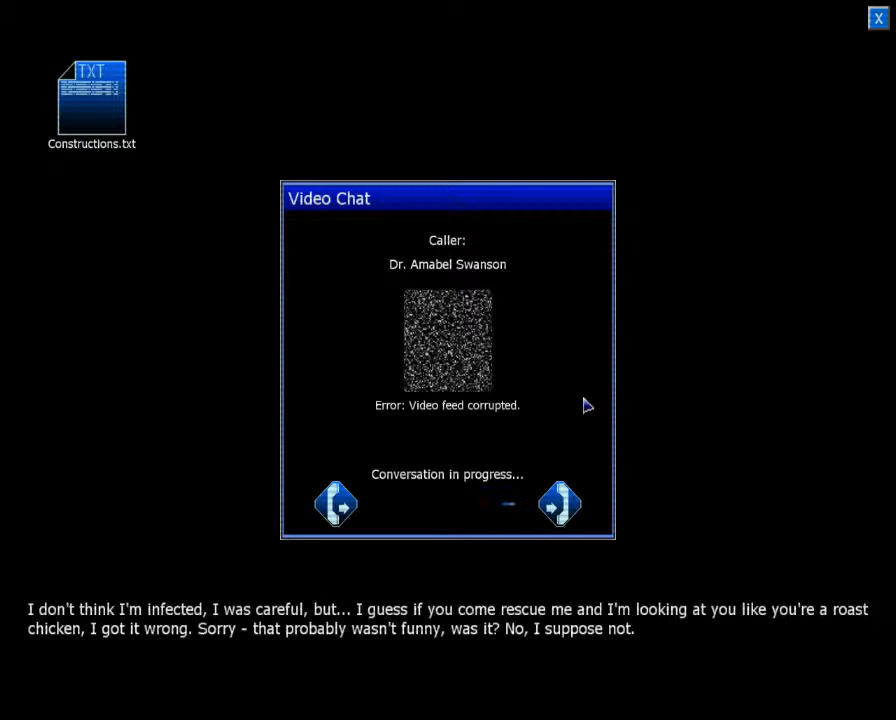 X
TXT
Constructions.txt
Video Chat
Caller:
Dr. Amabel Swanson
Error: Video feed corrupted.
Conversation in progress...
I don't think I'm infected, I was careful, but... I guess if you come rescue me and I'm looking at you like you're a roast
chicken, I got it wrong. Sorry - that probably wasn't funny, was it? No, I suppose not.